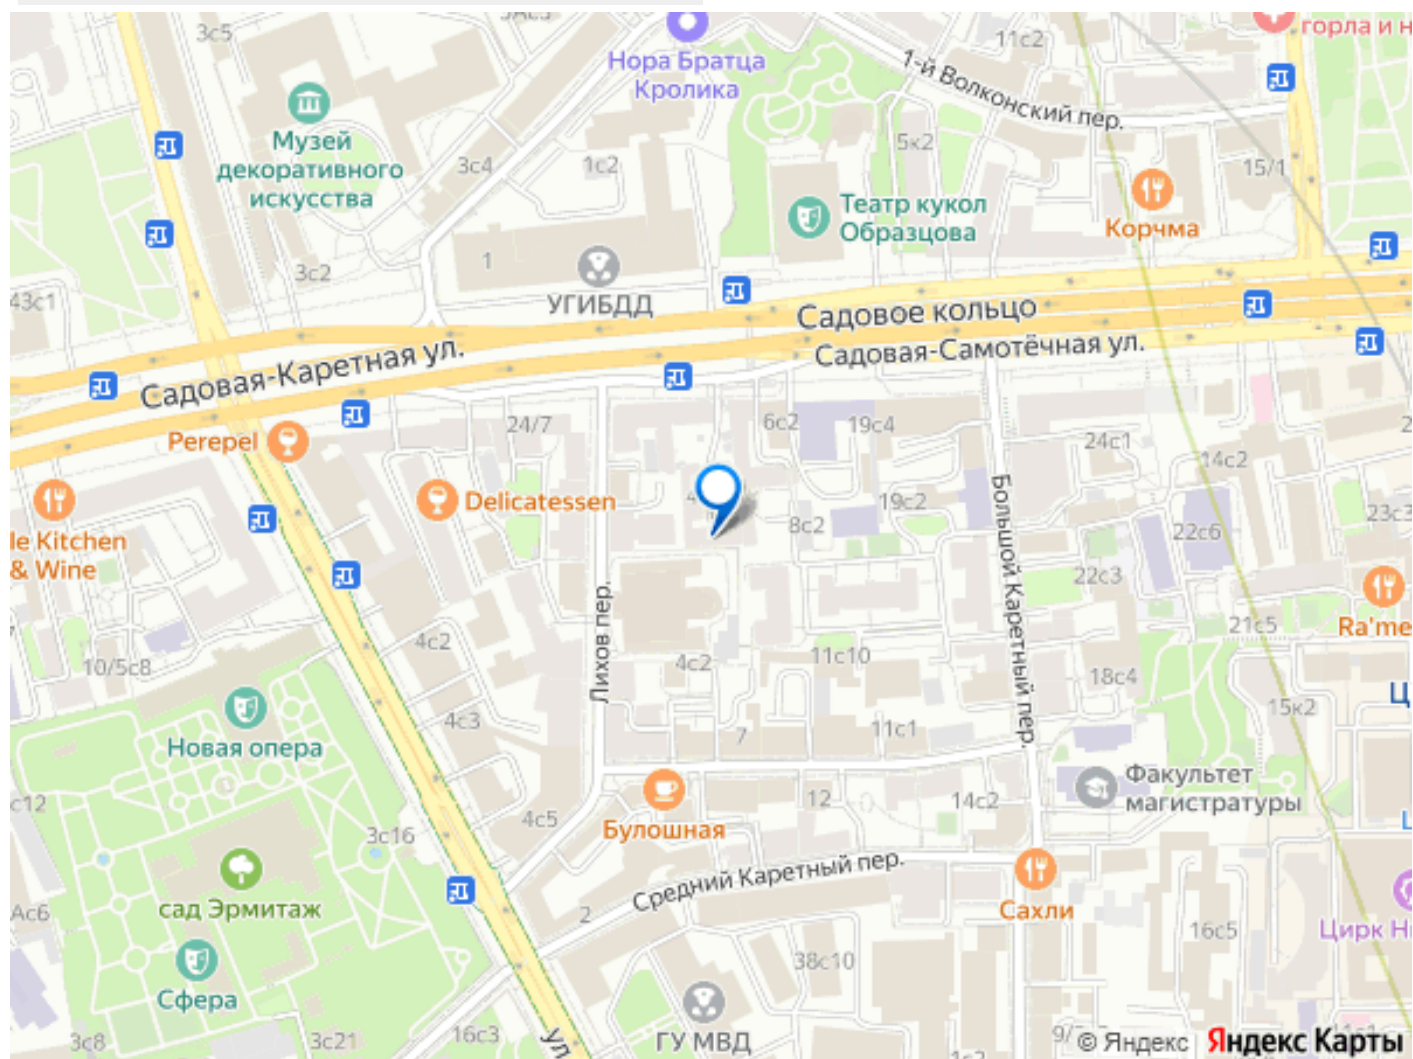 3с5
11с2
горла и н
Нора Братца
Кролика
1-й Волконский пер.
Музей
декоративного
искусства
3с4
1с2
5к2
15/1
Театр кукол
Образцова
Корчма
3с2
1
43с1
УГИБДД
Садовое кольцо
Садовая-Самотёчная ул.
Садовая-Каретная ул.
Perepel
24/7
6с2
19с4
24с1
14с2
Delicatessen
19с2
8с2
22с6
23с3
le Kitchen
& Wine
Большой Каретный пер.
22с3
Лихов пер.
21с5
Ra'me
4с2
10/5с8
4с2
11с10
18с4
Ц
15к2
Новая опера
4с3
7
11с1
Факультет
магистратуры
с12
3с16
4с5
Булошная
12
14с2
Средний Каретный пер.
сад Эрмитаж
Ас6
2
Сахли
16с5
Цирк Н
Сфера
38с10
3с8
3с21
16с3
Ул
ГУ МВД
9/
© Яндекс
Яндекс Карты